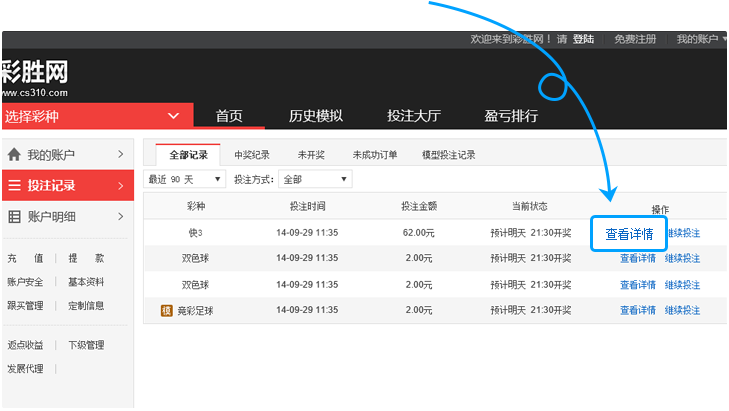 欢迎来到彩胜网！请 登陆 免费注册 我的账户
彩胜网
www.cs310.com
选择彩种 首页 历史模拟 投注大厅 盈亏排行
我的账户
投注记录
账户明细
充 值 提 款
账户安全 基本资料
跟买管理 定制信息
返点收益 下级管理
发展代理
全部记录 中奖纪录 未开奖 未成功订单 模型投注记录
最近 90 天 投注方式： 全部
彩种 投注时间 投注金额 当前状态 操作
快3 14-09-29 11:35 62.00元 预计明天 21:30开奖 查看详情 继续投注
双色球 14-09-29 11:35 2.00元 预计明天 21:30开奖 查看详情 继续投注
双色球 14-09-29 11:35 2.00元 预计明天 21:30开奖 查看详情 继续投注
模 竞彩足球 14-09-29 11:35 2.00元 预计明天 21:30开奖 查看详情 继续投注